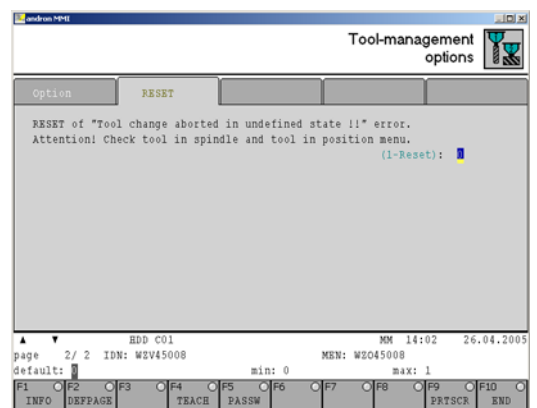 andron MMI
Tool-management
options
Option RESET
RESET of "Tool change aborted in undefined state !!" error.
Attention! Check tool in spindle and tool in position menu.
(1-Reset): 0
▲ ▼ HDD C01 MM 14:02 26.04.2005
page 2/ 2 IDN: WZV45008 MEN: WZO45008
default: 0 min: 0 max: 1
F1 F2 F3 F4 F5 F6 F7 F8 F9 F10
INFO DEFPAGE TEACH PASSW PRTSCR END